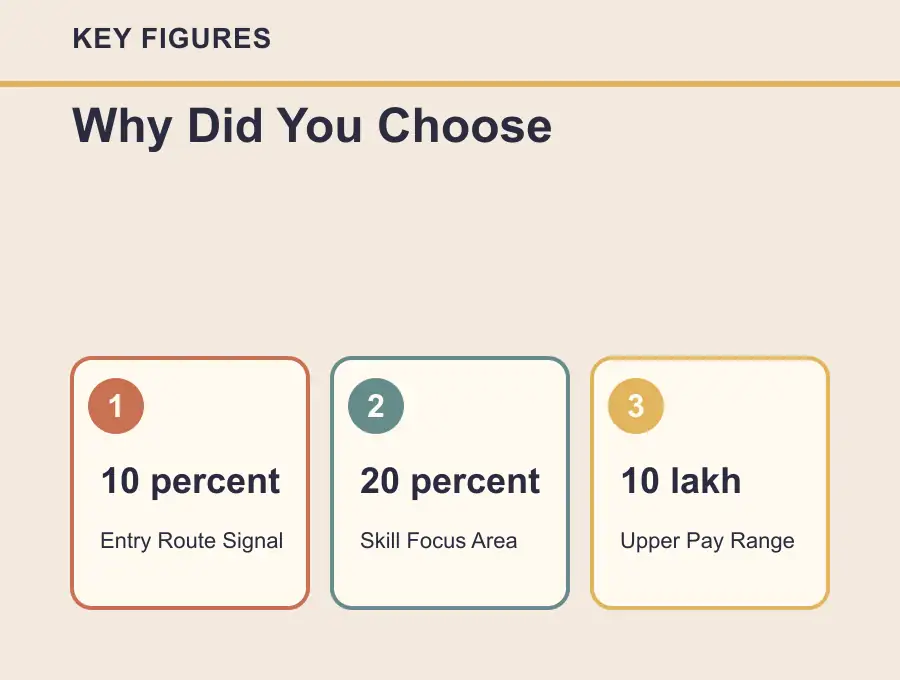 KEY FIGURES
Why Did You Choose
1
10 percent
Entry Route Signal
2
20 percent
Skill Focus Area
3
10 lakh
Upper Pay Range